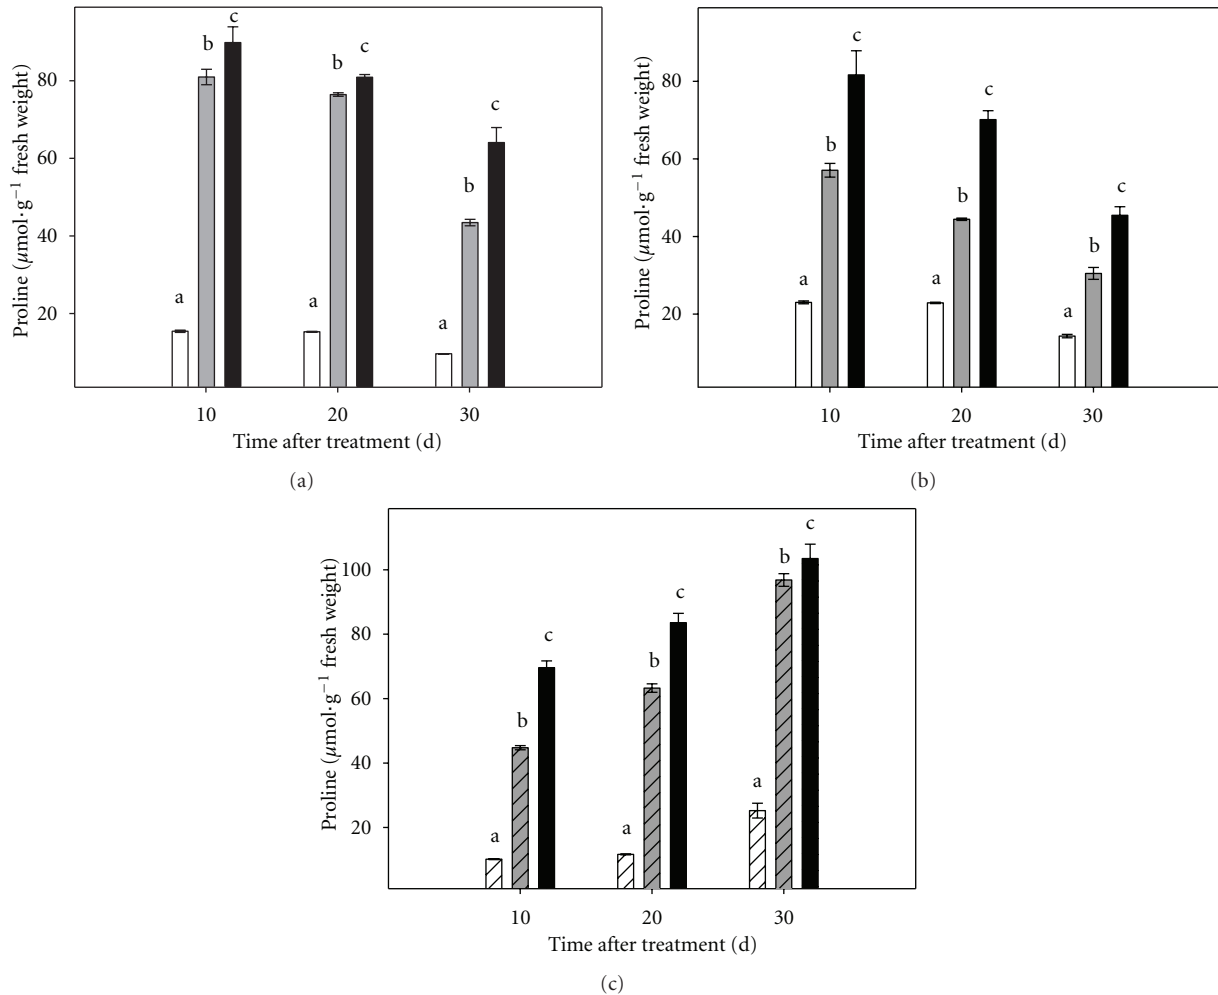 Proline (µmol·g⁻¹ fresh weight)
80
60
40
20
a
b
c
a
b
c
a
b
c
10
20
30
Time after treatment (d)
(a)
Proline (µmol·g⁻¹ fresh weight)
80
60
40
20
a
b
c
a
b
c
a
b
c
10
20
30
Time after treatment (d)
(b)
Proline (µmol·g⁻¹ fresh weight)
100
80
60
40
20
a
b
c
a
b
c
a
b
c
10
20
30
Time after treatment (d)
(c)